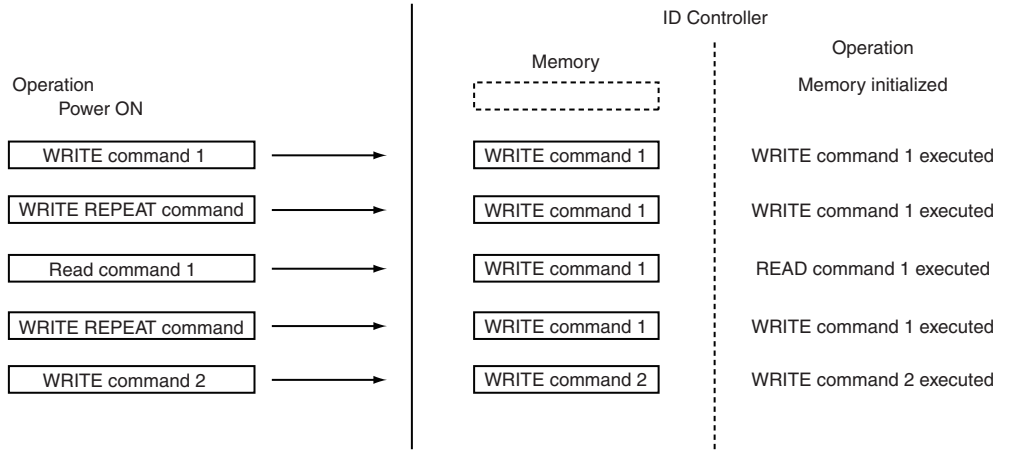 ID Controller
Operation
Memory
Operation
Memory initialized
Power ON
WRITE command 1
WRITE command 1
WRITE command 1 executed
WRITE REPEAT command
WRITE command 1
WRITE command 1 executed
Read command 1
WRITE command 1
READ command 1 executed
WRITE REPEAT command
WRITE command 1
WRITE command 1 executed
WRITE command 2
WRITE command 2
WRITE command 2 executed